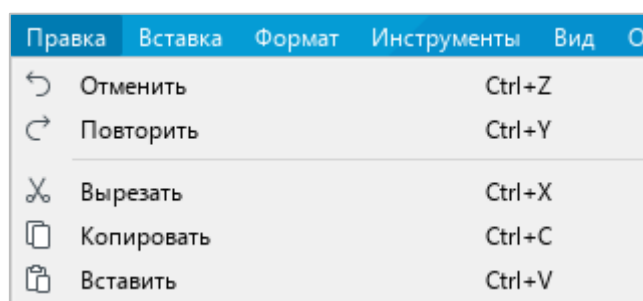 Правка Вставка Формат Инструменты Вид
Отменить Ctrl+Z
Повторить Ctrl+Y
Вырезать Ctrl+X
Копировать Ctrl+C
Вставить Ctrl+V